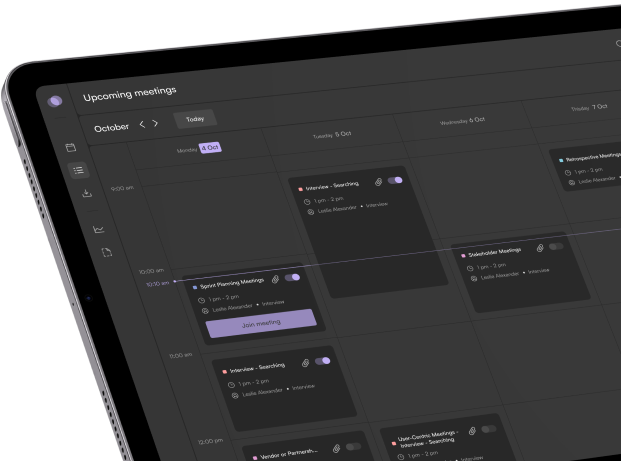 Upcoming meetings
October
Today
Monday 4 Oct
Tuesday 5 Oct
Wednesday 6 Oct
Thusday 7 Oct
9:00 am
10:00 am
10:10 am
11:00 am
12:00 pm
Sprint Planning Meetings
1 pm - 2 pm
Leslie Alexander • Interview
Join meeting
Interview - Searching
1 pm - 2 pm
Leslie Alexander • Interview
Vendor or Partnersh...
Interview - Searching
1 pm - 2 pm
Leslie Alexander • Interview
User-Centric Meetings -
Interview - Searching
1 pm - 2 pm
Interview
Stakeholder Meetings
1 pm - 2 pm
Leslie Alexander • Interview
Retrospective Meetings
1 pm - 2 pm
Leslie Alexander •